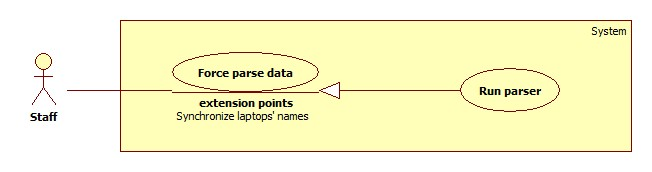 System
Force parse data
extension points
Synchronize laptops' names
Run parser
Staff